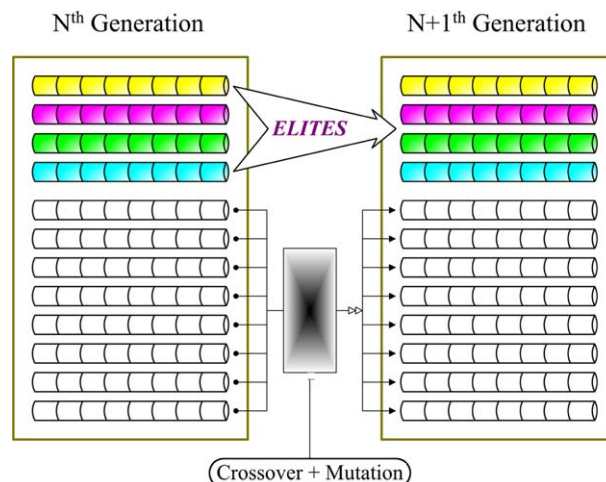 Nth Generation
N+1th Generation
ELITES
Crossover + Mutation